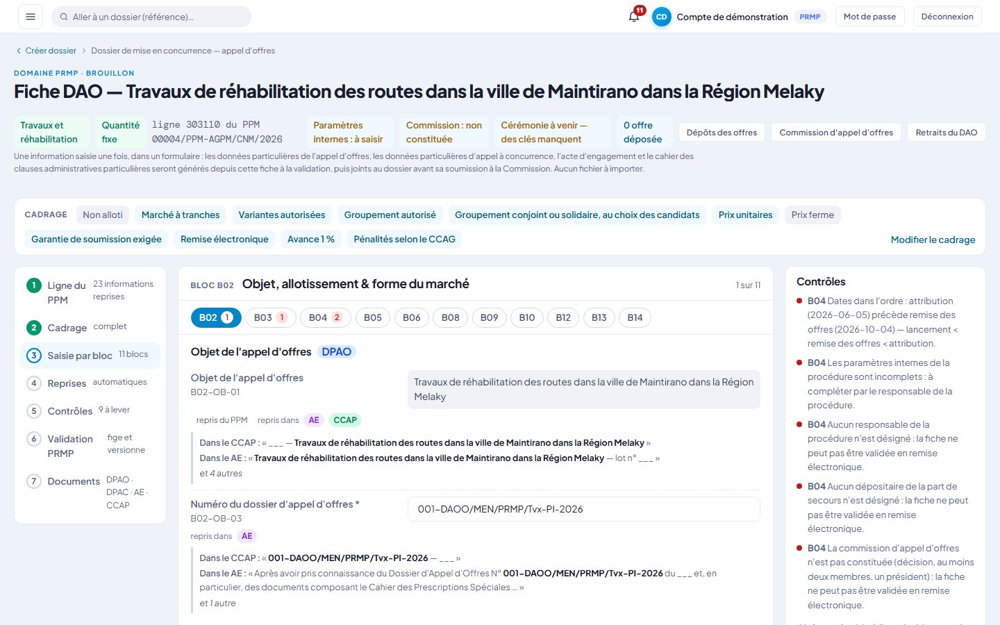 Aller à un dossier (référence)...
11
CD
Compte de démonstration
PRMP
Mot de passe
Déconnexion
Créer dossier
Dossier de mise en concurrence — appel d'offres
DOMAINE PRMP · BROUILLON
Fiche DAO — Travaux de réhabilitation des routes dans la ville de Maintirano dans la Région Melaky
Travaux et
réhabilitation
Quantité
fixe
ligne 303110 du PPM
00004/PPM-AGPM/CNM/2026
Paramètres
internes : à saisir
Commission : non
constituée
Cérémonie à venir —
des clés manquent
0 offre
déposée
Dépôts des offres
Commission d'appel d'offres
Retraits du DAO
Une information saisie une fois, dans un formulaire : les données particulières de l'appel d'offres, les données particulières d'appel à concurrence, l'acte d'engagement et le cahier des
clauses administratives particulières seront générés depuis cette fiche à la validation, puis joints au dossier avant sa soumission à la Commission. Aucun fichier à importer.
CADRAGE
Non alloti
Marché à tranches
Variantes autorisées
Groupement autorisé
Groupement conjoint ou solidaire, au choix des candidats
Prix unitaires
Prix ferme
Garantie de soumission exigée
Remise électronique
Avance 1 %
Pénalités selon le CCAG
Modifier le cadrage
1
Ligne du
PPM
23 informations
reprises
2
Cadrage
complet
3
Saisie par bloc
11 blocs
4
Reprises
automatiques
5
Contrôles
9 à lever
6
Validation
PRMP
fige et
versionne
7
Documents
DPAO ·
DPAC · AE ·
CCAP
BLOC B02
Objet, allotissement & forme du marché
1 sur 11
B02 1
B03 1
B04 2
B05
B06
B08
B09
B10
B12
B13
B14
Objet de l'appel d'offres
DPAO
Objet de l'appel d'offres
B02-OB-01
Travaux de réhabilitation des routes dans la ville de Maintirano dans la Région
Melaky
repris du PPM
repris dans
AE
CCAP
Dans le CCAP : « ___ — Travaux de réhabilitation des routes dans la ville de Maintirano dans la Région Melaky »
Dans le AE : « Travaux de réhabilitation des routes dans la ville de Maintirano dans la Région Melaky — lot n° ___ »
et 4 autres
Numéro du dossier d'appel d'offres *
B02-OB-03
001-DAOO/MEN/PRMP/Tvx-PI-2026
repris dans
AE
Dans le CCAP : « 001-DAOO/MEN/PRMP/Tvx-PI-2026 — ___ »
Dans le AE : « Après avoir pris connaissance du Dossier d'Appel d'Offres N° 001-DAOO/MEN/PRMP/Tvx-PI-2026 du ___ et, en
particulier, des documents composant le Cahier des Prescriptions Spéciales … »
et 1 autre
Contrôles
B04 Dates dans l'ordre : attribution
(2026-06-05) précède remise des
offres (2026-10-04) — lancement <
remise des offres < attribution.
B04 Les paramètres internes de la
procédure sont incomplets : à
compléter par le responsable de la
procédure.
B04 Aucun responsable de la
procédure n'est désigné : la fiche ne
peut pas être validée en remise
électronique.
B04 Aucun dépositaire de la part de
secours n'est désigné : la fiche ne peut
pas être validée en remise
électronique.
B04 La commission d'appel d'offres
n'est pas constituée (décision, au moins
deux membres, un président) : la fiche
ne peut pas être validée en remise
électronique.